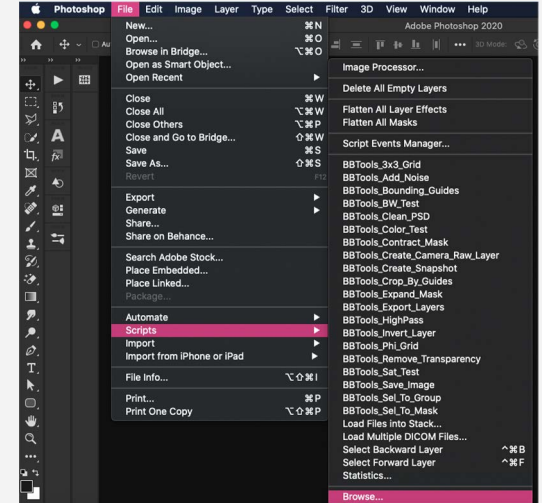 Photoshop File Edit Image Layer Type Select Filter 3D View Window Help
Adobe Photoshop 2020
Au
3D Mode:
New... ⌘N
Open... ⌘O
Browse in Bridge... ⌥⌘O
Open as Smart Object...
Open Recent
Close ⌘W
Close All ⌥⌘W
Close Others ⌥⌘P
Close and Go to Bridge... ⇧⌘W
Save ⌘S
Save As... ⇧⌘S
Revert F12
Export
Generate
Share...
Share on Behance...
Search Adobe Stock...
Place Embedded...
Place Linked...
Package...
Automate
Scripts
Import
Import from iPhone or iPad
File Info... ⌥⇧⌘I
Print... ⌘P
Print One Copy ⌥⇧⌘P
Image Processor...
Delete All Empty Layers
Flatten All Layer Effects
Flatten All Masks
Script Events Manager...
BBTools_3x3_Grid
BBTools_Add_Noise
BBTools_Bounding_Guides
BBTools_BW_Test
BBTools_Clean_PSD
BBTools_Color_Test
BBTools_Contract_Mask
BBTools_Create_Camera_Raw_Layer
BBTools_Create_Snapshot
BBTools_Crop_By_Guides
BBTools_Expand_Mask
BBTools_Export_Layers
BBTools_HighPass
BBTools_Invert_Layer
BBTools_Phi_Grid
BBTools_Remove_Transparency
BBTools_Sat_Test
BBTools_Save_Image
BBTools_Sel_To_Group
BBTools_Sel_To_Mask
Load Files into Stack...
Load Multiple DICOM Files...
Select Backward Layer ^⌘B
Select Forward Layer ^⌘F
Statistics...
Browse...